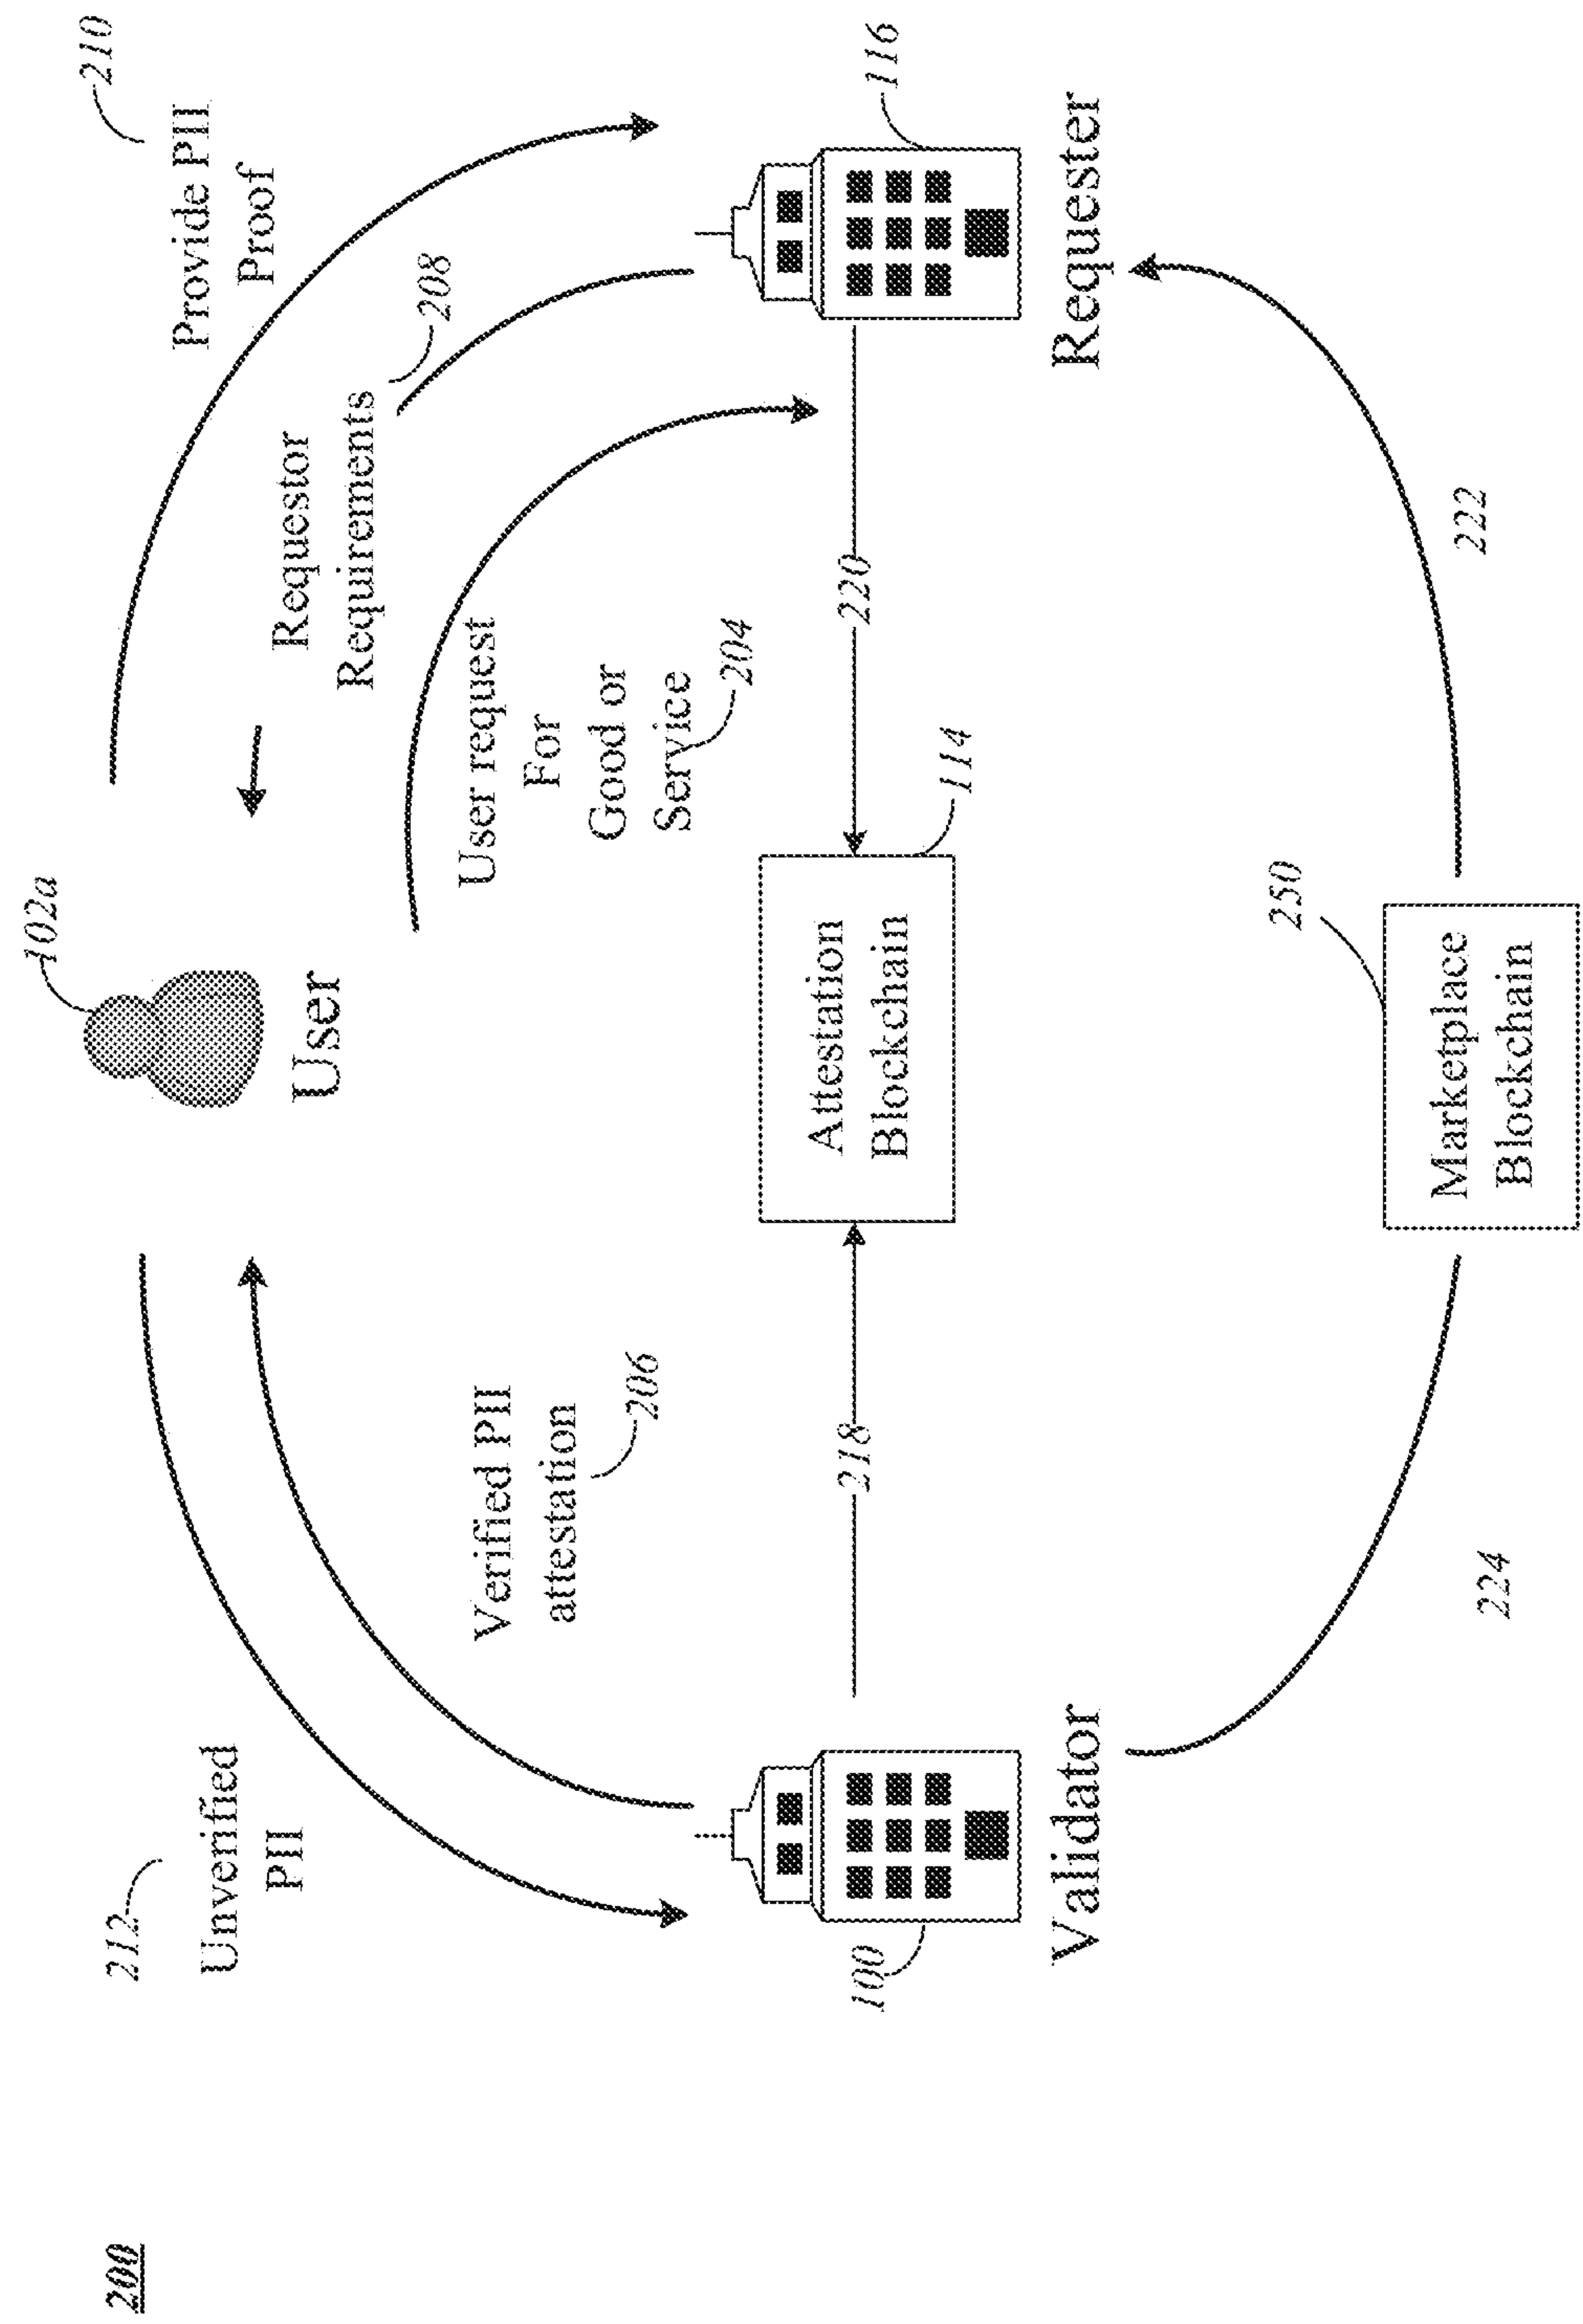 200
212
Unverified
PII
102a
User
210
Provide PII
Proof
Requestor
Requirements
208
User request
For
Good or
Service
204
Verified PII
attestation
206
100
Validator
218
Attestation
Blockchain
114
220
116
Requester
224
250
Marketplace
Blockchain
222